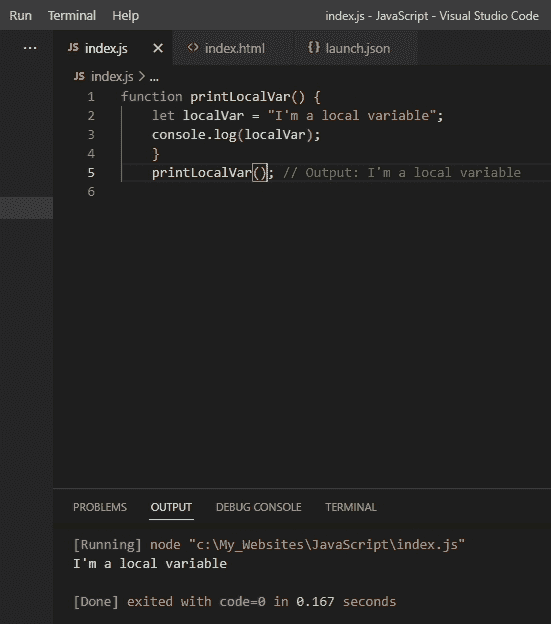 Run Terminal Help index.js - JavaScript - Visual Studio Code
... JS index.js × <> index.html {} launch.json
JS index.js > ...
1 function printLocalVar() {
2 let localVar = "I'm a local variable";
3 console.log(localVar);
4 }
5 printLocalVar(); // Output: I'm a local variable
6
PROBLEMS OUTPUT DEBUG CONSOLE TERMINAL
[Running] node "c:\My_Websites\JavaScript\index.js"
I'm a local variable
[Done] exited with code=0 in 0.167 seconds